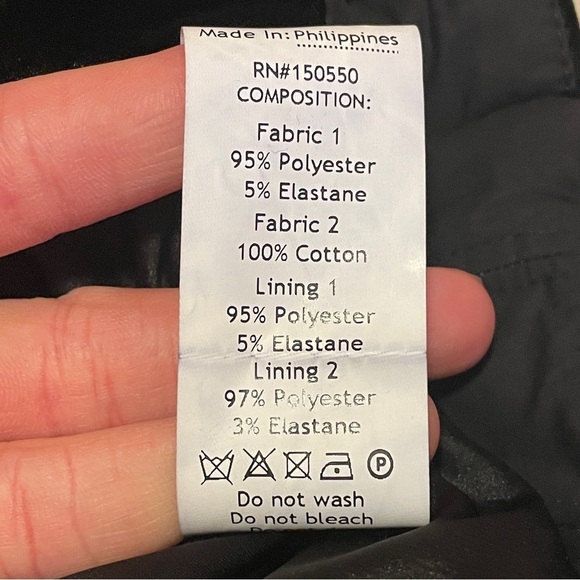 Made In: Philippines
RN#150550
COMPOSITION:
Fabric 1
95% Polyester
5% Elastane
Fabric 2
100% Cotton
Lining 1
95% Polyester
5% Elastane
Lining 2
97% Polyester
3% Elastane
P
Do not wash
Do not bleach